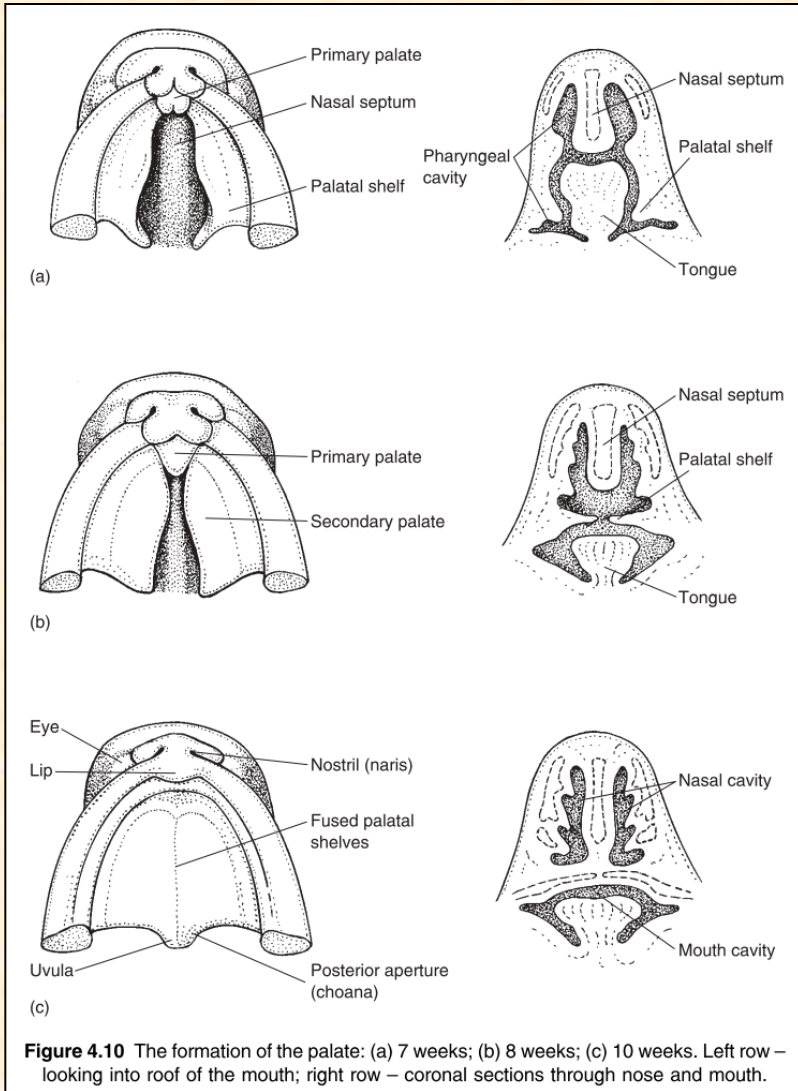 Primary palate
Nasal septum
Palatal shelf
Pharyngeal
cavity
Nasal septum
Palatal shelf
Tongue
(a)
Primary palate
Secondary palate
Nasal septum
Palatal shelf
Tongue
(b)
Eye
Lip
Nostril (naris)
Fused palatal
shelves
Uvula
Posterior aperture
(choana)
Nasal cavity
Mouth cavity
(c)
Figure 4.10 The formation of the palate: (a) 7 weeks; (b) 8 weeks; (c) 10 weeks. Left row –
looking into roof of the mouth; right row – coronal sections through nose and mouth.